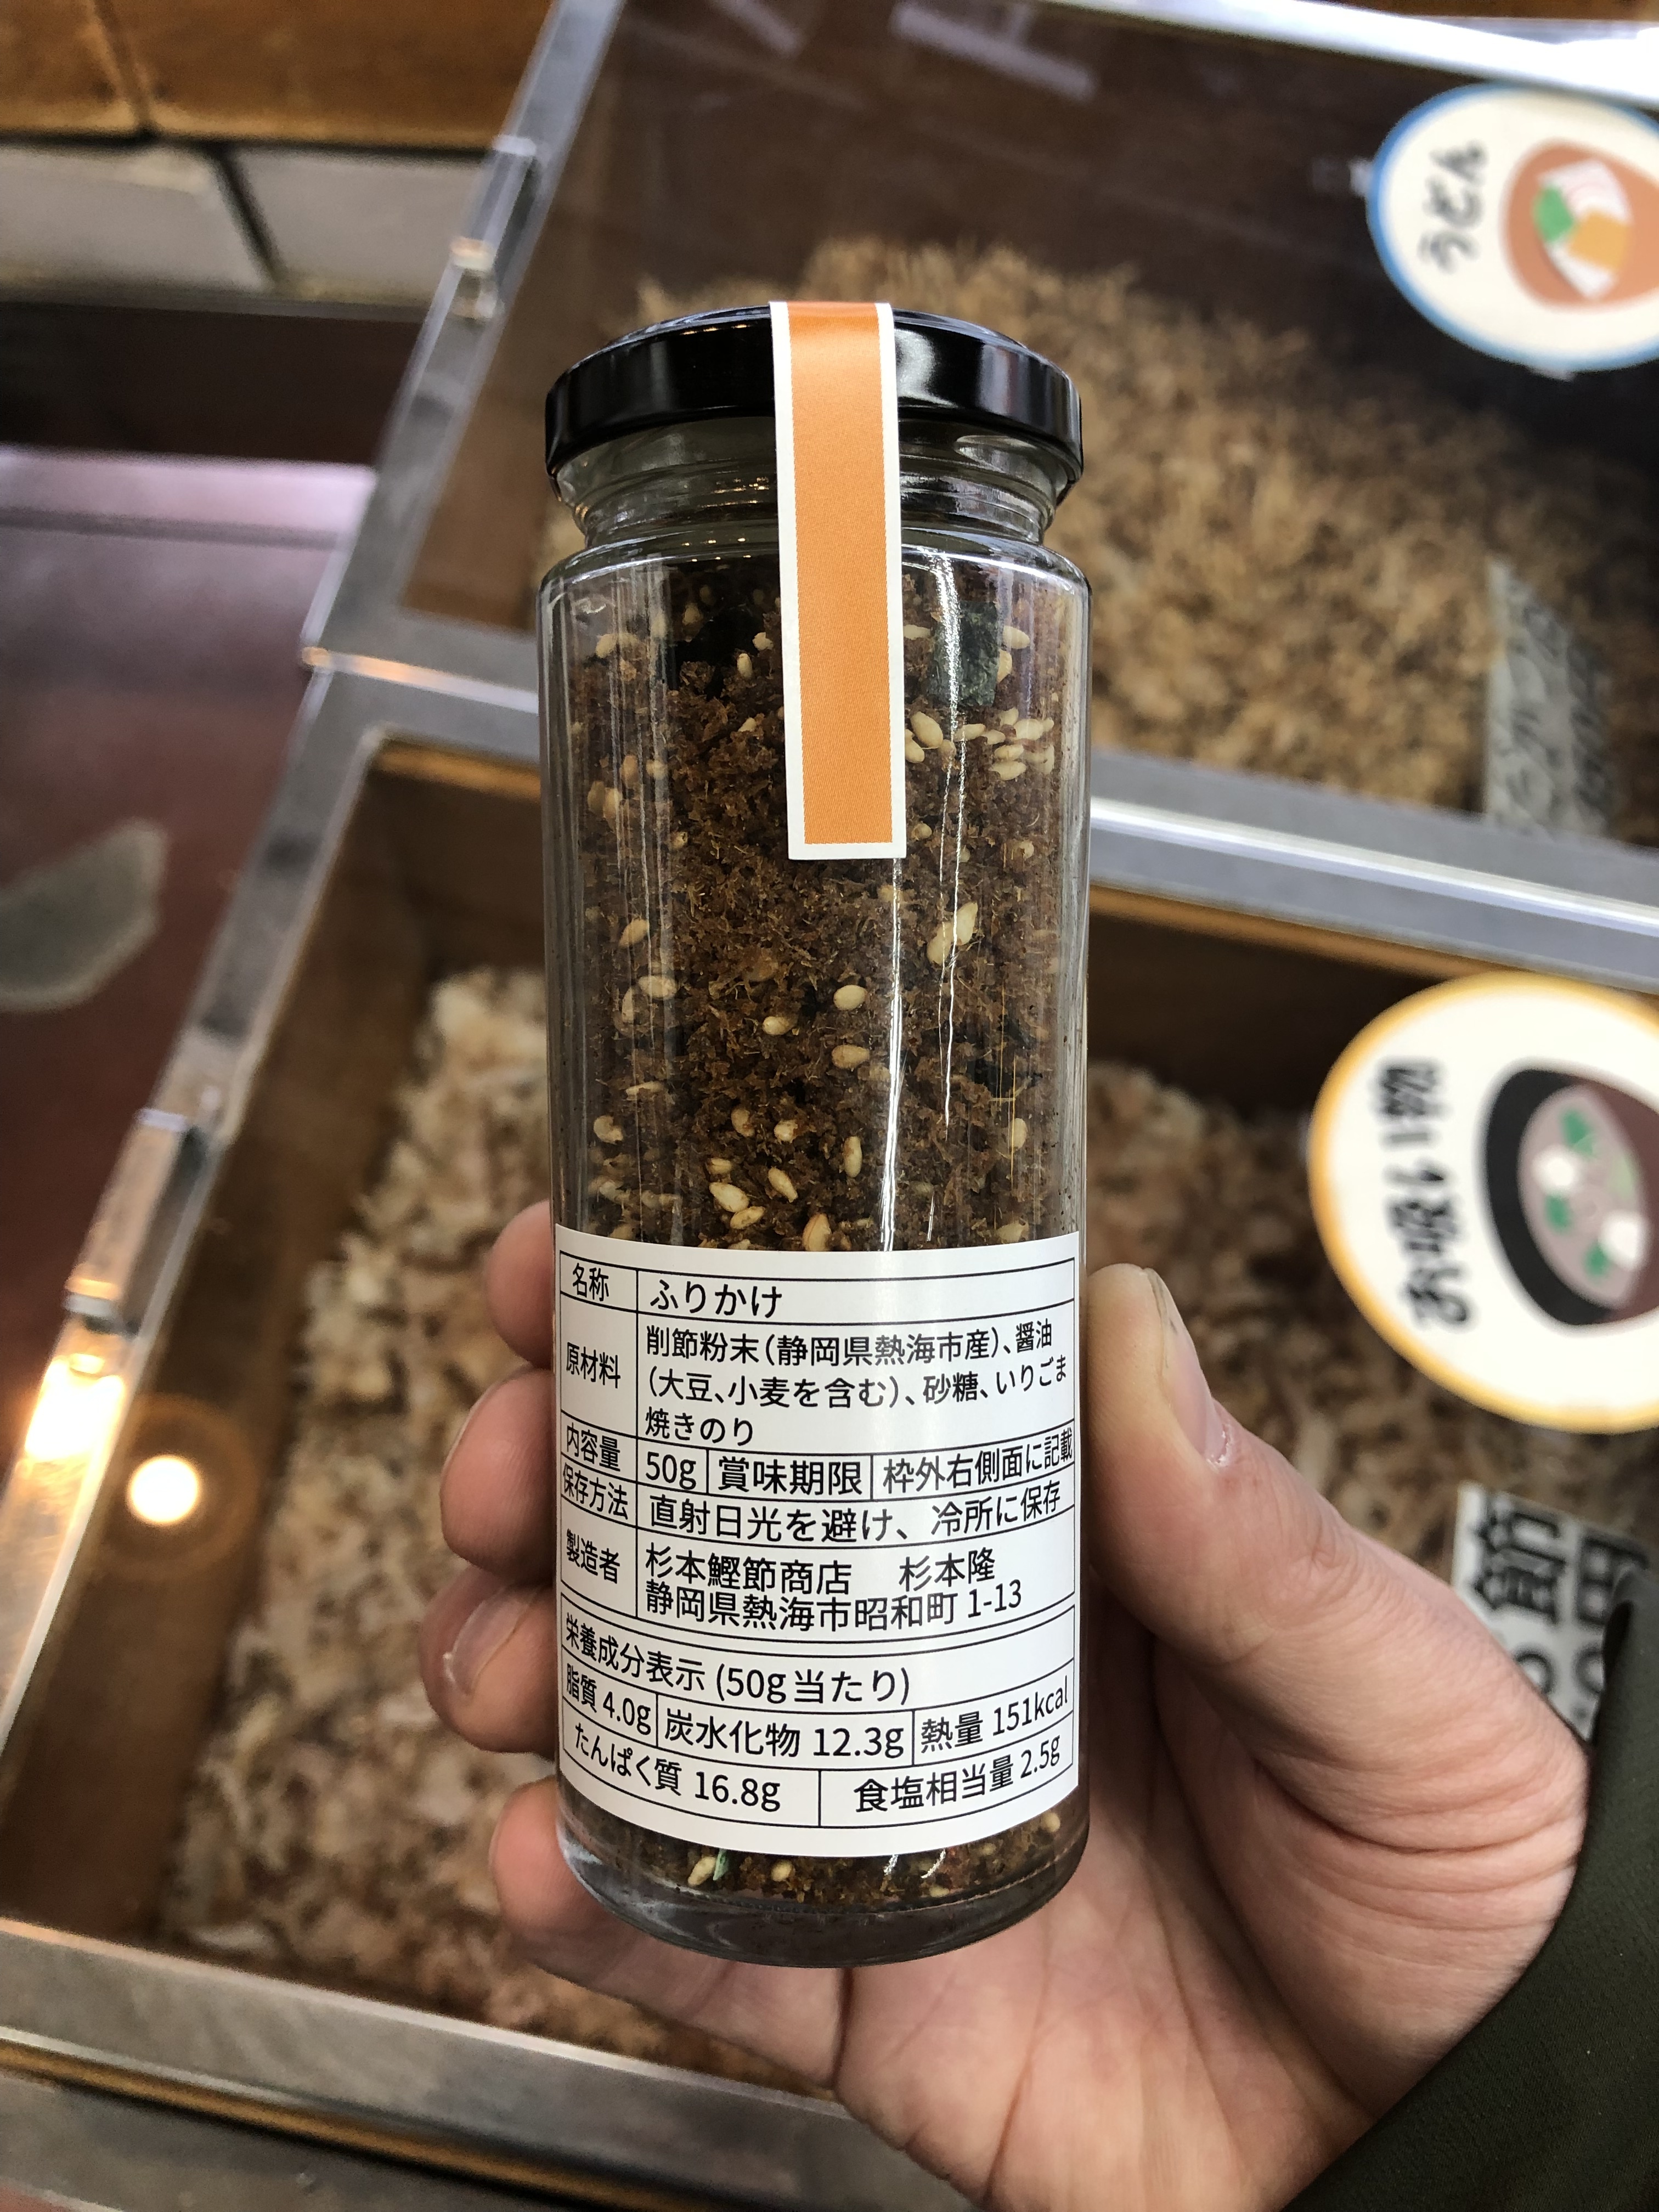 うどん
お吸い物
名称 ふりかけ
原材料 削節粉末(静岡県熱海市産)、醤油
(大豆、小麦を含む)、砂糖、いりごま
焼きのり
内容量 50g 賞味期限 枠外右側面に記載
保存方法 直射日光を避け、冷所に保存
製造者 杉本鰹節商店 杉本隆
静岡県熱海市昭和町 1-13
栄養成分表示 (50g当たり)
脂質 4.0g 炭水化物 12.3g 熱量 151kcal
たんぱく質 16.8g 食塩相当量 2.5g
節